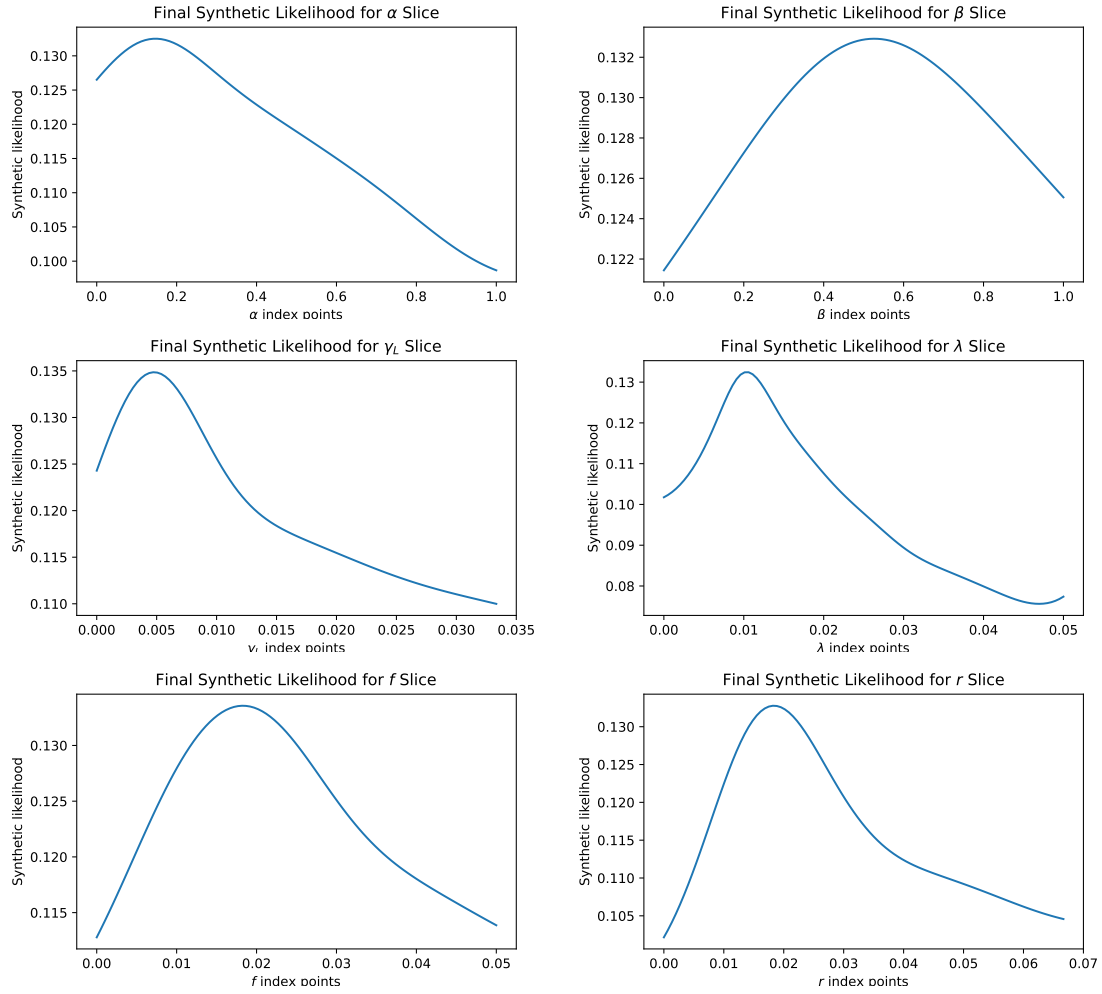 Final Synthetic Likelihood for α Slice
Synthetic likelihood
0.130
0.125
0.120
0.115
0.110
0.105
0.100
0.0 0.2 0.4 0.6 0.8 1.0
α index points
Final Synthetic Likelihood for β Slice
Synthetic likelihood
0.132
0.130
0.128
0.126
0.124
0.122
0.0 0.2 0.4 0.6 0.8 1.0
β index points
Final Synthetic Likelihood for γL Slice
Synthetic likelihood
0.135
0.130
0.125
0.120
0.115
0.110
0.000 0.005 0.010 0.015 0.020 0.025 0.030 0.035
γL index points
Final Synthetic Likelihood for λ Slice
Synthetic likelihood
0.13
0.12
0.11
0.10
0.09
0.08
0.00 0.01 0.02 0.03 0.04 0.05
λ index points
Final Synthetic Likelihood for f Slice
Synthetic likelihood
0.130
0.125
0.120
0.115
0.00 0.01 0.02 0.03 0.04 0.05
f index points
Final Synthetic Likelihood for r Slice
Synthetic likelihood
0.130
0.125
0.120
0.115
0.110
0.105
0.00 0.01 0.02 0.03 0.04 0.05 0.06 0.07
r index points